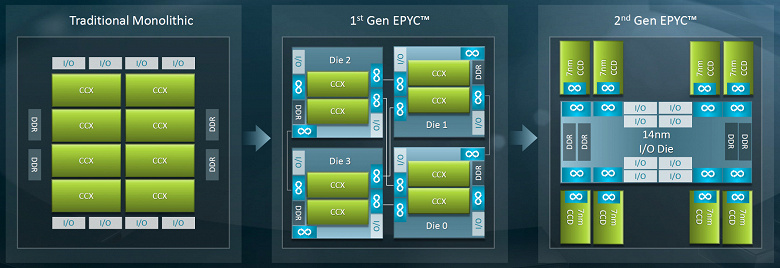 Traditional Monolithic
I/O I/O I/O I/O
CCX CCX
DDR CCX CCX DDR
DDR CCX CCX DDR
CCX CCX
I/O I/O I/O I/O
1st Gen EPYC™
Die 2
I/O
CCX
DDR
CCX
I/O
I/O
CCX
DDR
CCX
Die 1
I/O
Die 3
I/O
CCX
DDR
CCX
I/O
I/O
CCX
DDR
CCX
Die 0
I/O
2nd Gen EPYC™
7nm CCD
7nm CCD
7nm CCD
7nm CCD
I/O I/O
I/O I/O
DDR DDR
14nm
I/O Die
DDR DDR
I/O I/O
I/O I/O
7nm CCD
7nm CCD
7nm CCD
7nm CCD